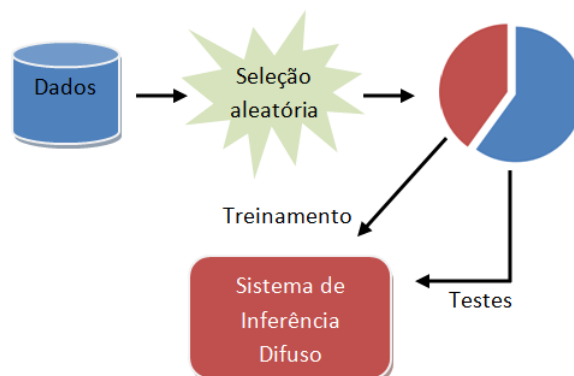 Dados
Seleção
aleatória
Treinamento
Sistema de
Inferência
Difuso
Testes